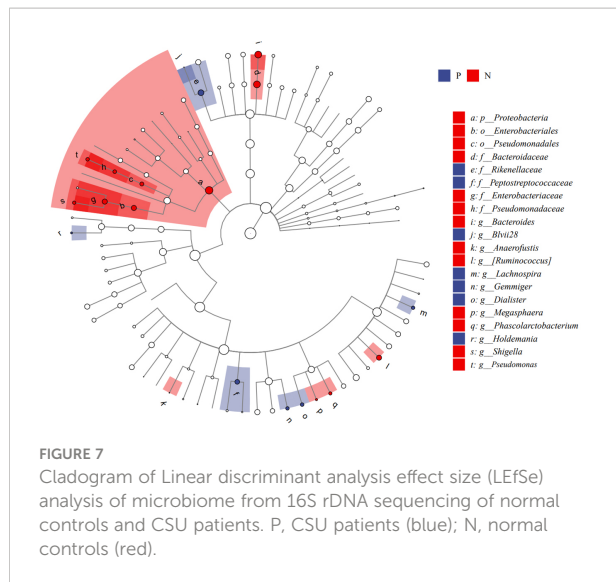 P N
a: p__Proteobacteria
b: o__Enterobacteriales
c: o__Pseudomonadales
d: f__Bacteroidaceae
e: f__Rikenellaceae
f: f__Peptostreptococcaceae
g: f__Enterobacteriaceae
h: f__Pseudomonadaceae
i: g__Bacteroides
j: g__Blvii28
k: g__Anaerofustis
l: g__[Ruminococcus]
m: g__Lachnospira
n: g__Gemmiger
o: g__Dialister
p: g__Megasphaera
q: g__Phascolarctobacterium
r: g__Holdemania
s: g__Shigella
t: g__Pseudomonas
j
e
i
d
t
h
c
a
s
g
b
r
m
l
k
f
n
o
p
q
FIGURE 7
Cladogram of Linear discriminant analysis effect size (LEfSe)
analysis of microbiome from 16S rDNA sequencing of normal
controls and CSU patients. P, CSU patients (blue); N, normal
controls (red).